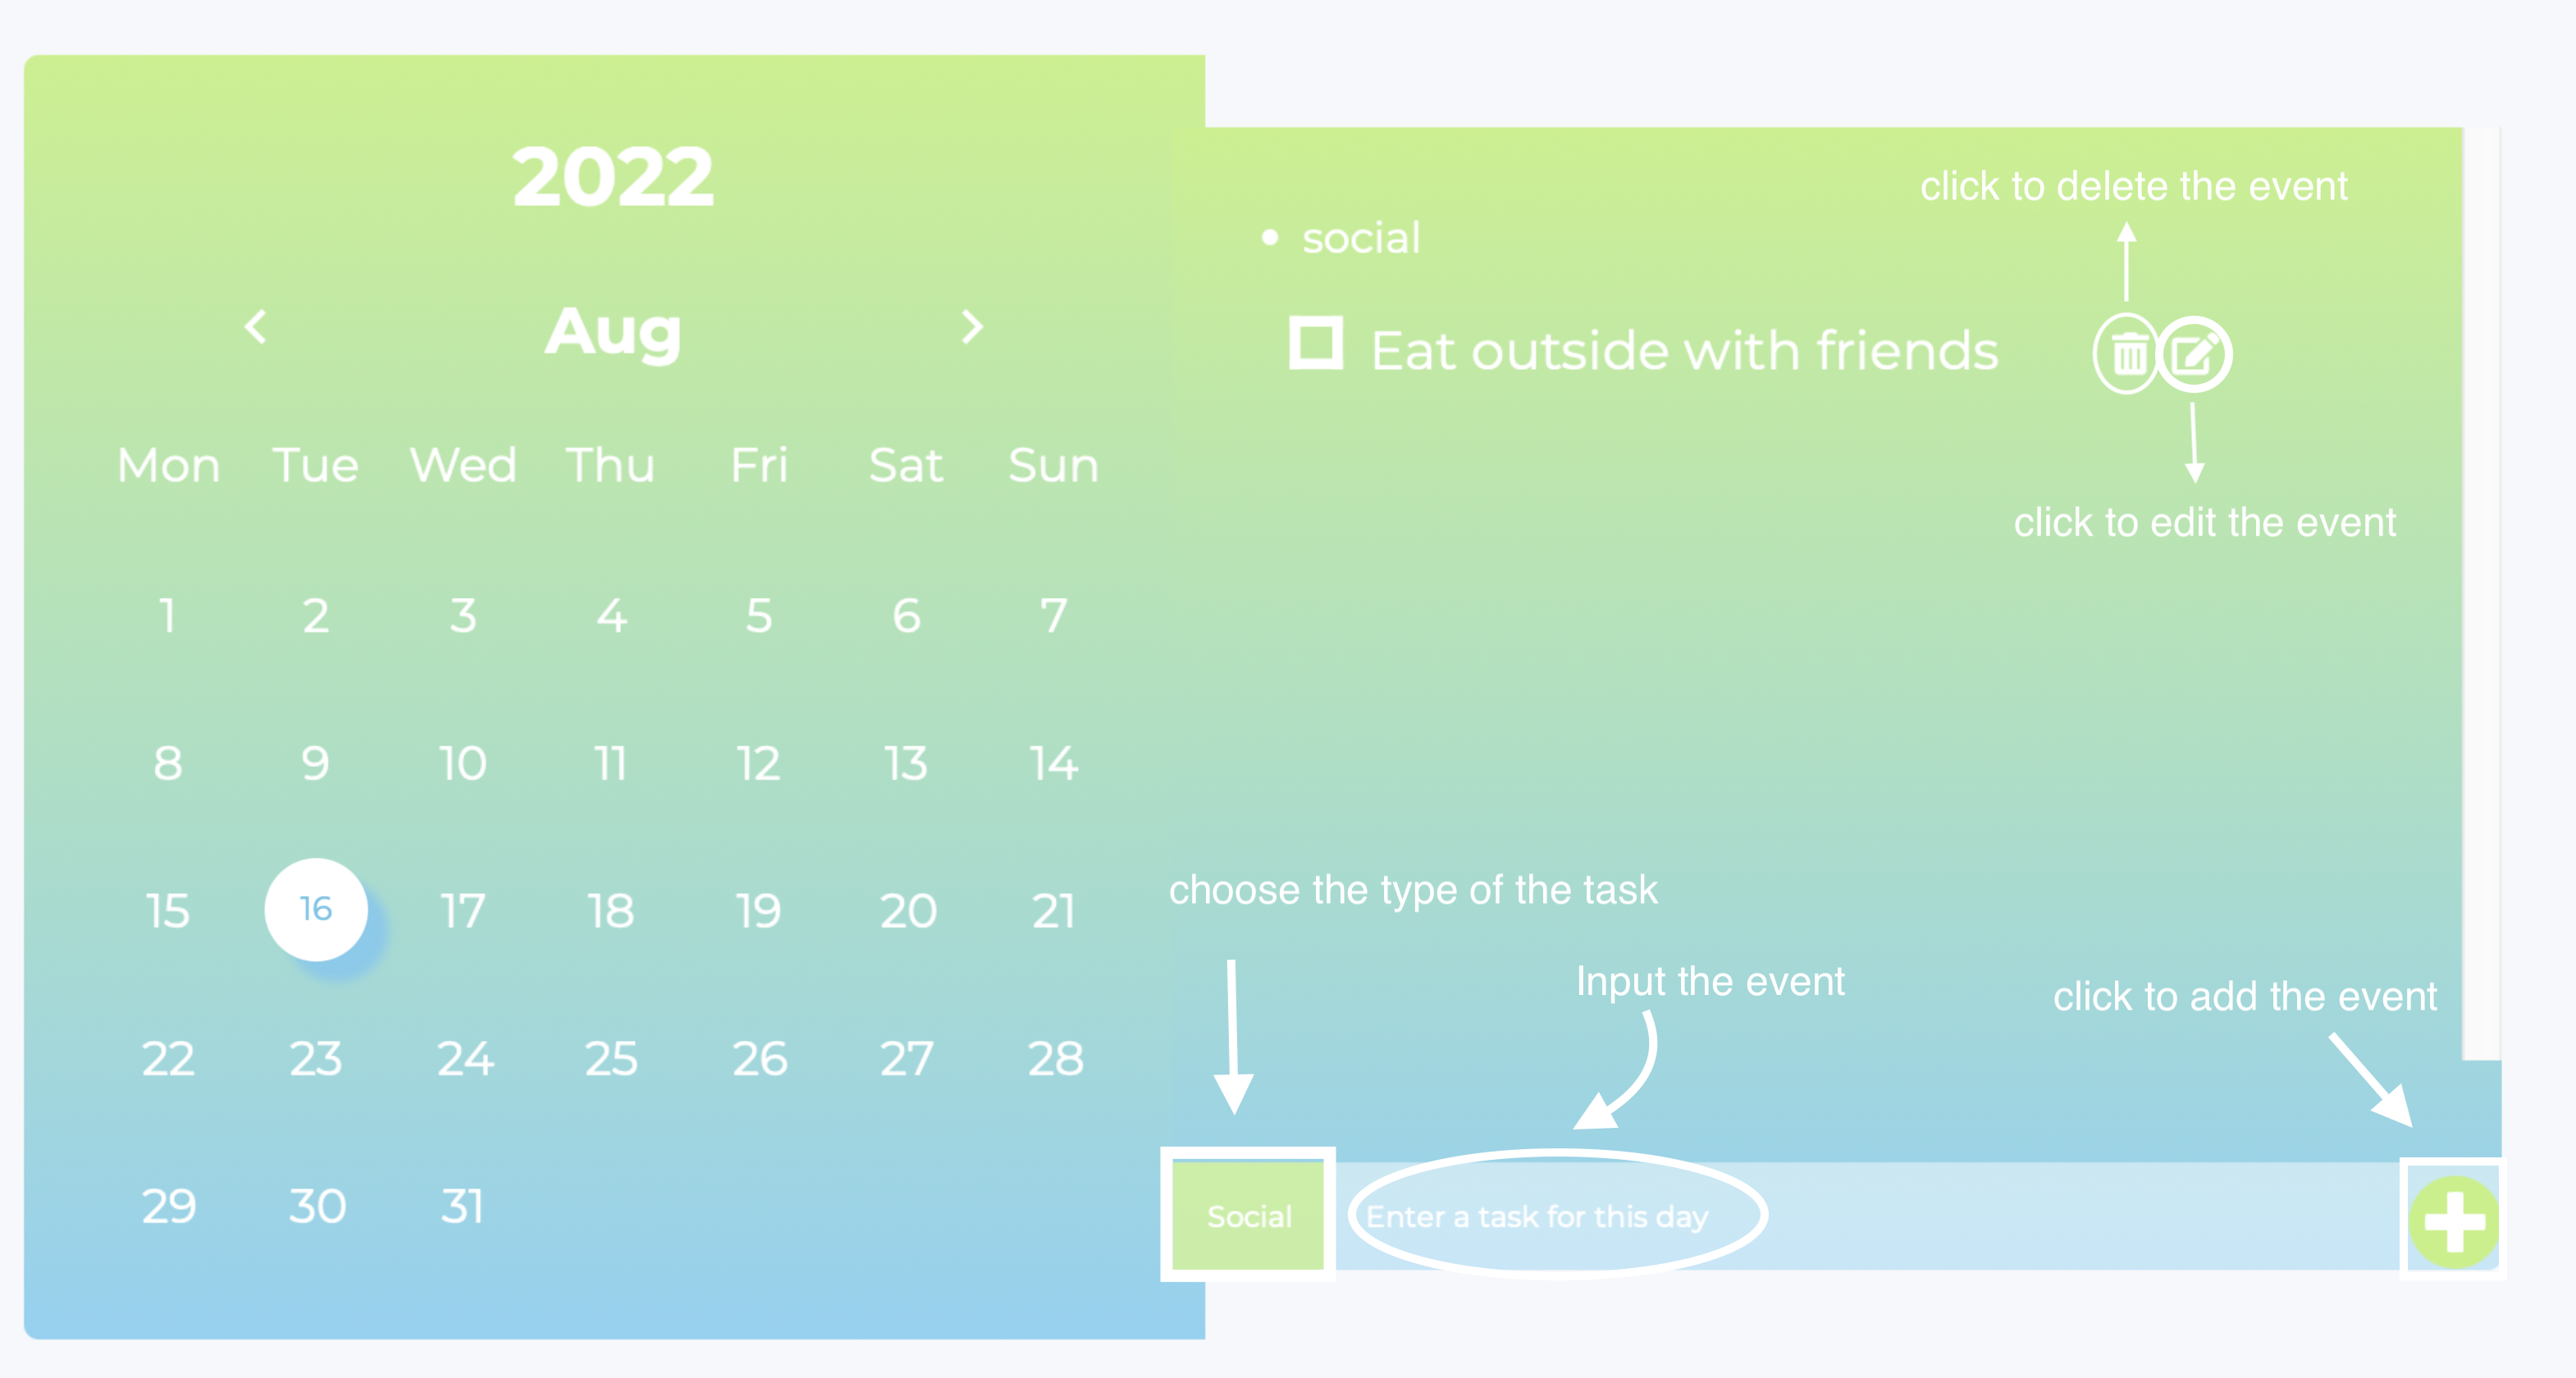 2022
Aug
Mon Tue Wed Thu Fri Sat Sun
1 2 3 4 5 6 7
8 9 10 11 12 13 14
15 16 17 18 19 20 21
22 23 24 25 26 27 28
29 30 31
click to delete the event
social
Eat outside with friends
click to edit the event
choose the type of the task
Input the event
click to add the event
Social
Enter a task for this day